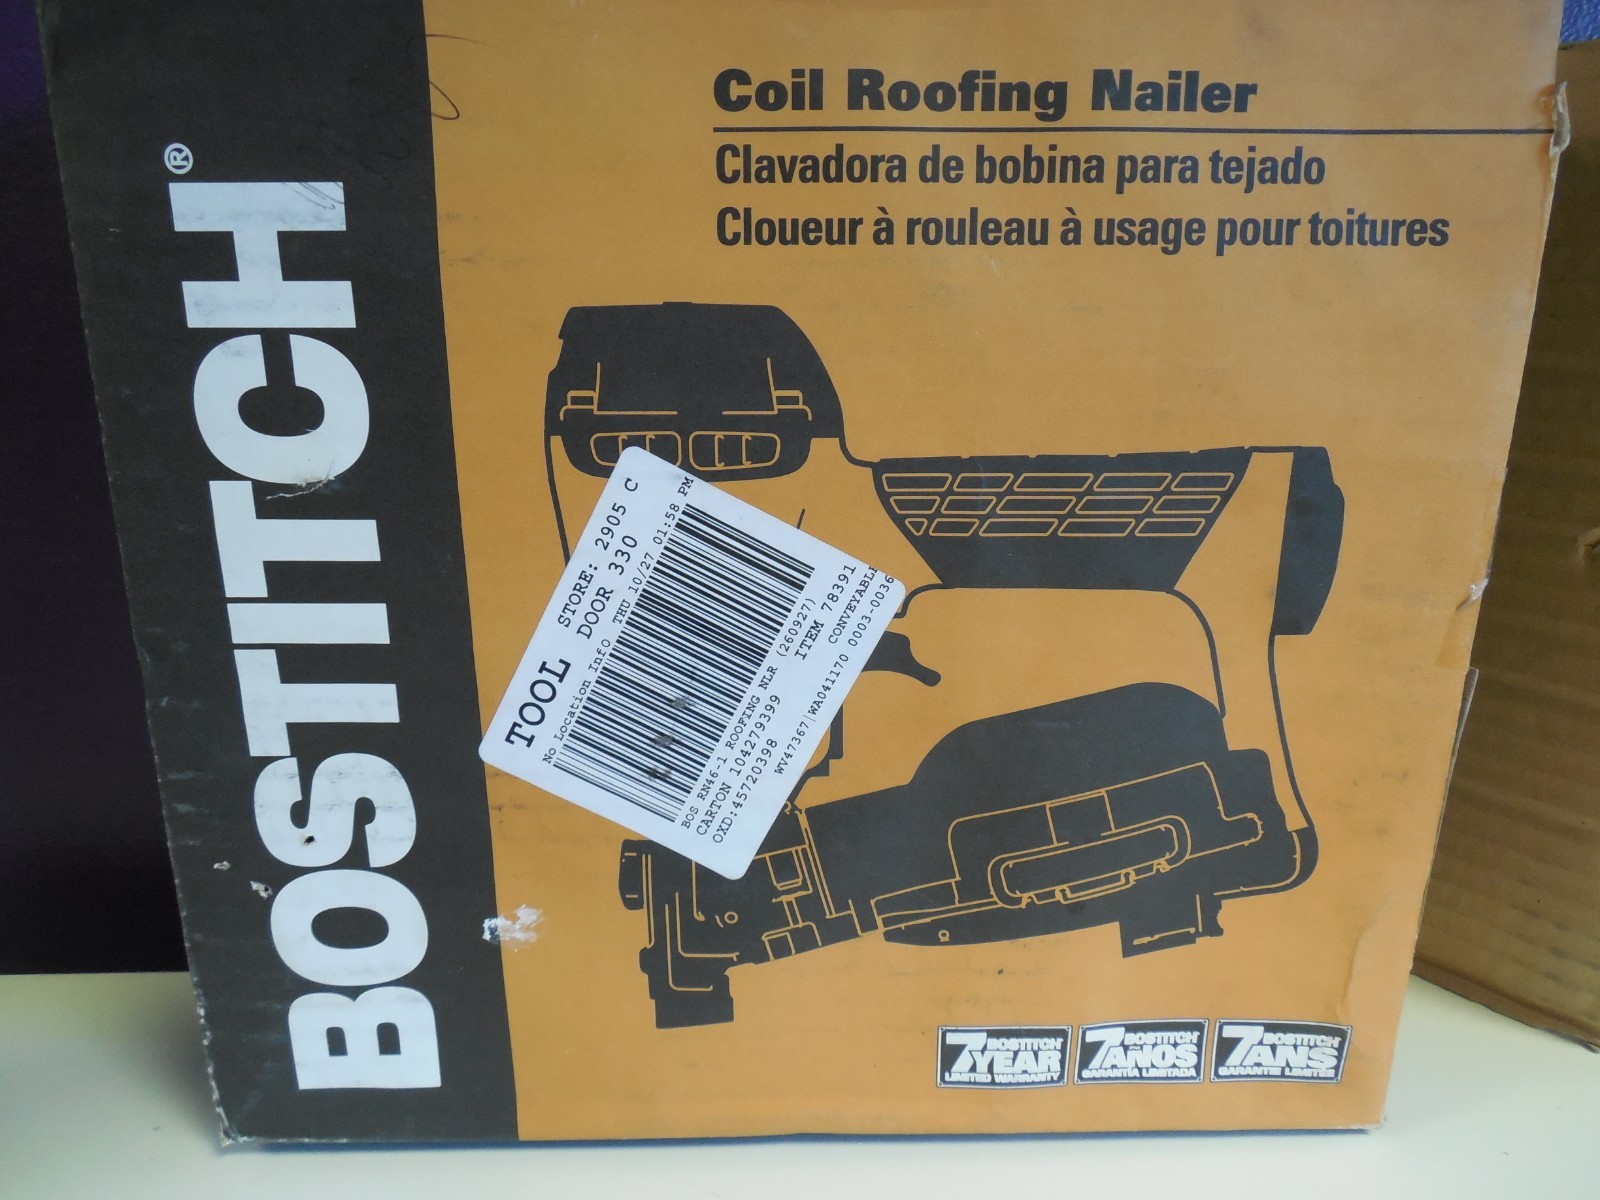 BOSTITCH®
Coil Roofing Nailer
Clavadora de bobina para tejado
Cloueur à rouleau à usage pour toitures
STORE: 2905 C
TOOL DOOR 330
No Location Info THU 10/27 01:58 PM
BOS RN46-1 ROOFING NLR (260927)
CARTON 104279399 ITEM 78391
OXD:45720398 CONVEYABLE
WV47367|WA041170 0003-0036
7 BOSTITCH
YEAR
LIMITED WARRANTY
7 BOSTITCH
AÑOS
GARANTÍA LIMITADA
7 BOSTITCH
ANS
GARANTIE LIMITEE